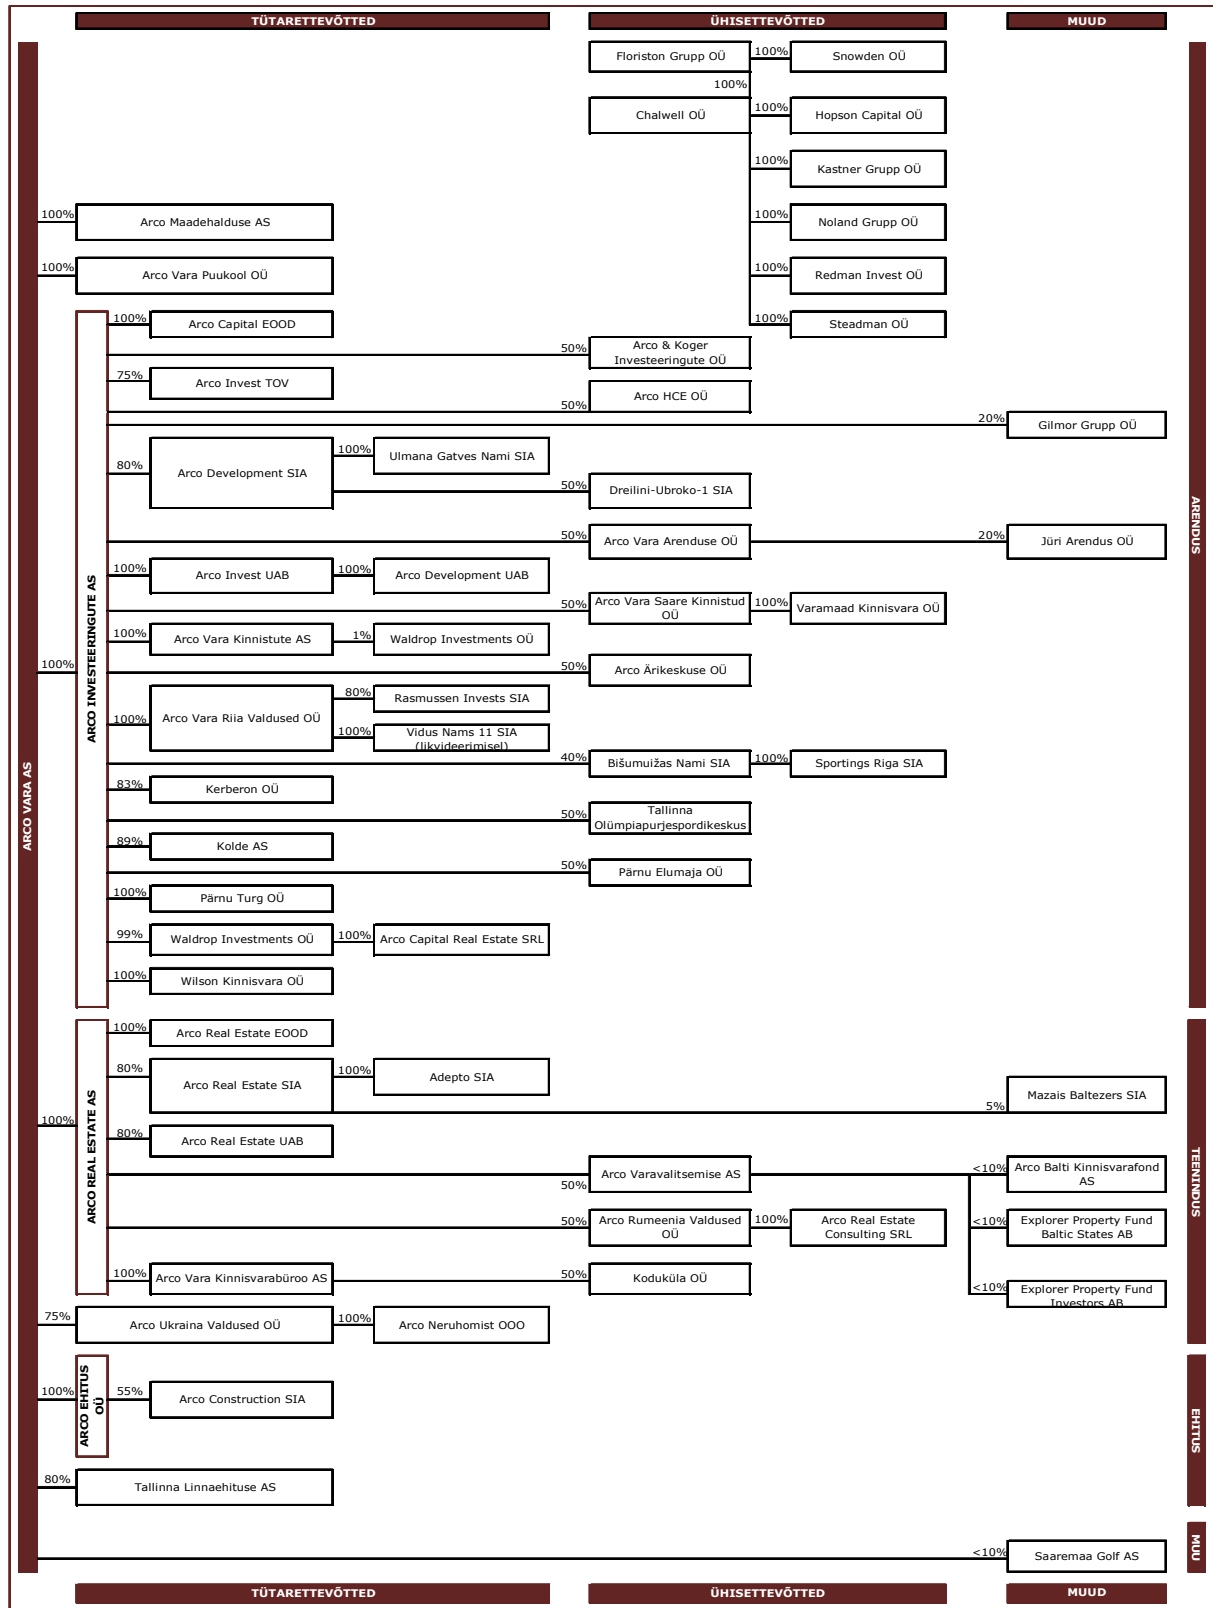 TÜTARETTEVÕTTED
ÜHISETTEVÕTTED
MUUD
ARCO VARA AS
ARENDUS
Floriston Grupp OÜ
100%
Snowden OÜ
100%
Chalwell OÜ
100%
Hopson Capital OÜ
100%
Kastner Grupp OÜ
100%
Arco Maadehalduse AS
100%
Noland Grupp OÜ
100%
Arco Vara Puukool OÜ
100%
Redman Invest OÜ
100%
ARCO INVESTEERINGUTE AS
100%
Arco Capital EOOD
100%
Steadman OÜ
50%
Arco & Koger
Investeeringute OÜ
75%
Arco Invest TOV
50%
Arco HCE OÜ
20%
Gilmor Grupp OÜ
80%
Arco Development SIA
100%
Ulmana Gatves Nami SIA
50%
Dreilini-Ubroko-1 SIA
50%
Arco Vara Arenduse OÜ
20%
Jüri Arendus OÜ
100%
Arco Invest UAB
100%
Arco Development UAB
50%
Arco Vara Saare Kinnistud
OÜ
100%
Varamaad Kinnisvara OÜ
100%
Arco Vara Kinnistute AS
1%
Waldrop Investments OÜ
50%
Arco Ärikeskuse OÜ
100%
Arco Vara Riia Valdused OÜ
80%
Rasmussen Invests SIA
100%
Vidus Nams 11 SIA
(likvideerimisel)
40%
Bišumuižas Nami SIA
100%
Sportings Riga SIA
83%
Kerberon OÜ
50%
Tallinna
Olümpiapurjespordikeskus
89%
Kolde AS
50%
Pärnu Elumaja OÜ
100%
Pärnu Turg OÜ
99%
Waldrop Investments OÜ
100%
Arco Capital Real Estate SRL
100%
Wilson Kinnisvara OÜ
100%
ARCO REAL ESTATE AS
TEENINDUS
100%
Arco Real Estate EOOD
80%
Arco Real Estate SIA
100%
Adepto SIA
5%
Mazais Baltezers SIA
80%
Arco Real Estate UAB
50%
Arco Varavalitsemise AS
<10%
Arco Balti Kinnisvarafond
AS
50%
Arco Rumeenia Valdused
OÜ
100%
Arco Real Estate
Consulting SRL
<10%
Explorer Property Fund
Baltic States AB
100%
Arco Vara Kinnisvarabüroo AS
50%
Koduküla OÜ
<10%
Explorer Property Fund
Investors AB
75%
Arco Ukraina Valdused OÜ
100%
Arco Neruhomist OOO
100%
ARCO EHITUS
OÜ
55%
Arco Construction SIA
EHITUS
80%
Tallinna Linnaehituse AS
<10%
Saaremaa Golf AS
MUU
TÜTARETTEVÕTTED
ÜHISETTEVÕTTED
MUUD
100%